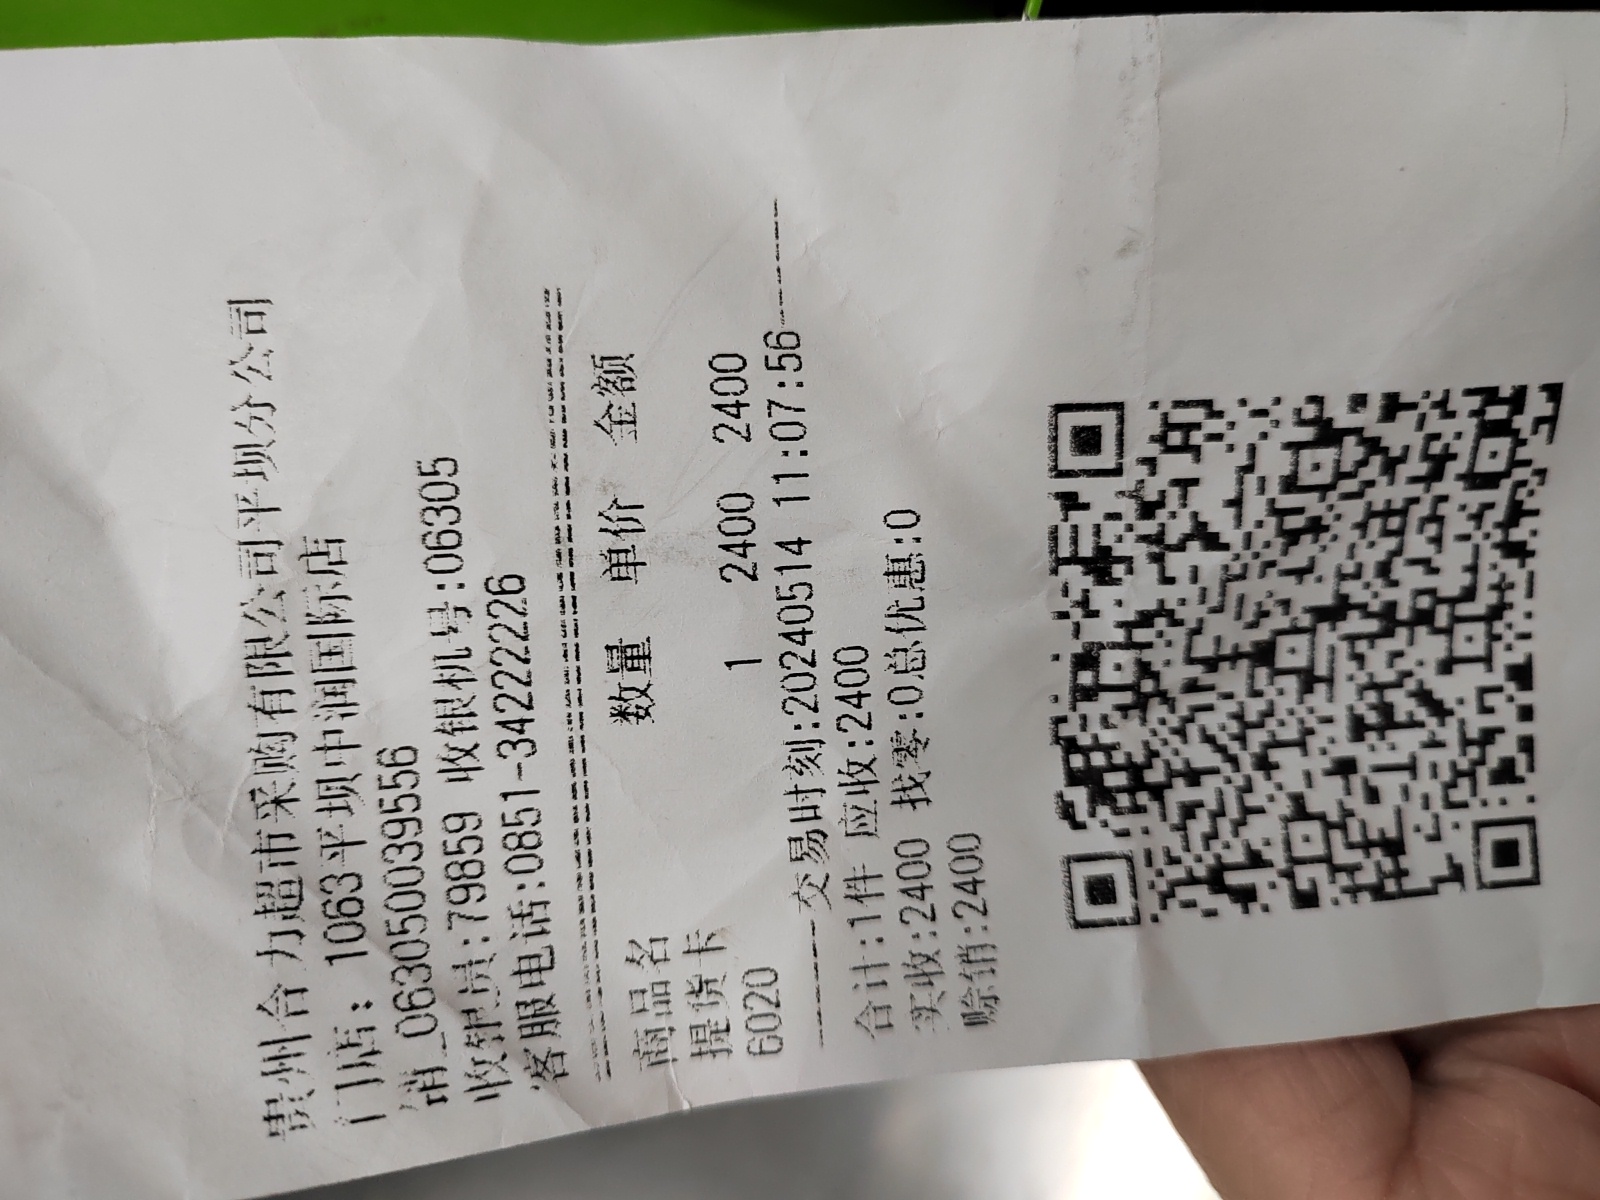 贵州合力超市采购有限公司平坝分公司
门店: 1063平坝中润国际店
销_063050039556
收银员:79859 收银机号:06305
客服电话:0851-34222226
商品名 数量 单价 金额
提货卡
6020 1 2400 2400
交易时刻:20240514 11:07:56
合计:1件 应收:2400
实收:2400 找零:0总优惠:0
赊销:2400